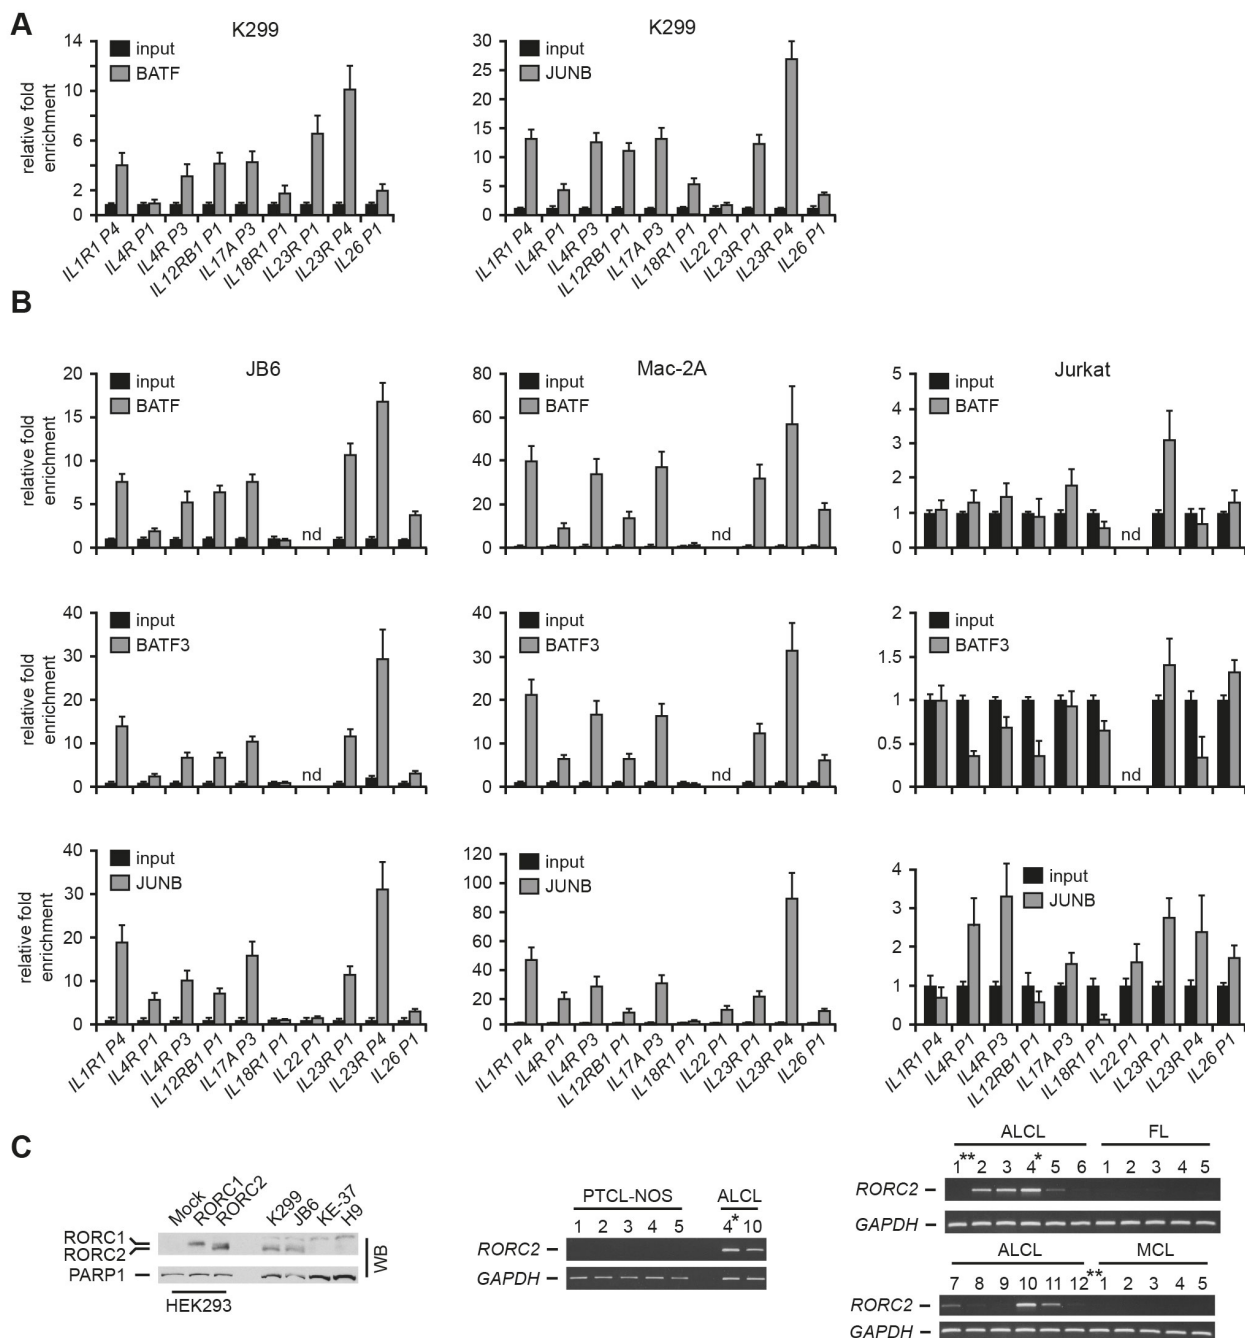 A
K299
K299
14
12
10
8
6
4
2
0
relative fold
enrichment
input
BATF
IL1R1 P4
IL4R P1
IL4R P3
IL12RB1 P1
IL17A P3
IL18R1 P1
IL23R P1
IL23R P4
IL26 P1
30
25
20
15
10
5
0
input
JUNB
IL1R1 P4
IL4R P1
IL4R P3
IL12RB1 P1
IL17A P3
IL18R1 P1
IL22 P1
IL23R P1
IL23R P4
IL26 P1
B
JB6
Mac-2A
Jurkat
20
15
10
5
0
relative fold
enrichment
input
BATF
nd
80
60
40
20
0
input
BATF
nd
5
4
3
2
1
0
input
BATF
nd
40
30
20
10
0
relative fold
enrichment
input
BATF3
nd
40
30
20
10
0
input
BATF3
nd
2
1.5
1
0.5
0
input
BATF3
nd
40
30
20
10
0
relative fold
enrichment
input
JUNB
IL1R1 P4
IL4R P1
IL4R P3
IL12RB1 P1
IL17A P3
IL18R1 P1
IL22 P1
IL23R P1
IL23R P4
IL26 P1
120
100
80
60
40
20
0
input
JUNB
IL1R1 P4
IL4R P1
IL4R P3
IL12RB1 P1
IL17A P3
IL18R1 P1
IL22 P1
IL23R P1
IL23R P4
IL26 P1
4
3
2
1
0
input
JUNB
IL1R1 P4
IL4R P1
IL4R P3
IL12RB1 P1
IL17A P3
IL18R1 P1
IL22 P1
IL23R P1
IL23R P4
IL26 P1
C
Mock
RORC1
RORC2
K299
JB6
KE-37
H9
RORC1
RORC2
PARP1
WB
HEK293
PTCL-NOS ALCL
1 2 3 4 5 4* 10
RORC2
GAPDH
ALCL FL
1** 2 3 4* 5 6 1 2 3 4 5
RORC2
GAPDH
ALCL MCL
7 8 9 10 11 12 **1 2 3 4 5
RORC2
GAPDH